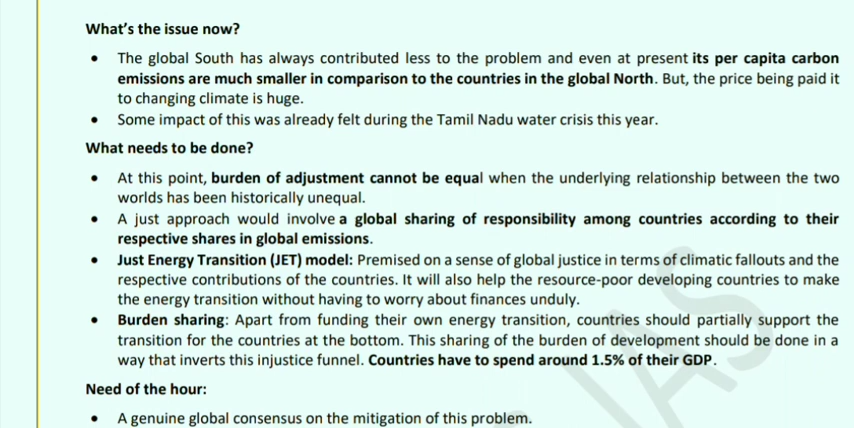 What's the issue now?
• The global South has always contributed less to the problem and even at present its per capita carbon
emissions are much smaller in comparison to the countries in the global North. But, the price being paid it
to changing climate is huge.
• Some impact of this was already felt during the Tamil Nadu water crisis this year.
What needs to be done?
• At this point, burden of adjustment cannot be equal when the underlying relationship between the two
worlds has been historically unequal.
• A just approach would involve a global sharing of responsibility among countries according to their
respective shares in global emissions.
• Just Energy Transition (JET) model: Premised on a sense of global justice in terms of climatic fallouts and the
respective contributions of the countries. It will also help the resource-poor developing countries to make
the energy transition without having to worry about finances unduly.
• Burden sharing: Apart from funding their own energy transition, countries should partially support the
transition for the countries at the bottom. This sharing of the burden of development should be done in a
way that inverts this injustice funnel. Countries have to spend around 1.5% of their GDP.
Need of the hour:
• A genuine global consensus on the mitigation of this problem.
IAS